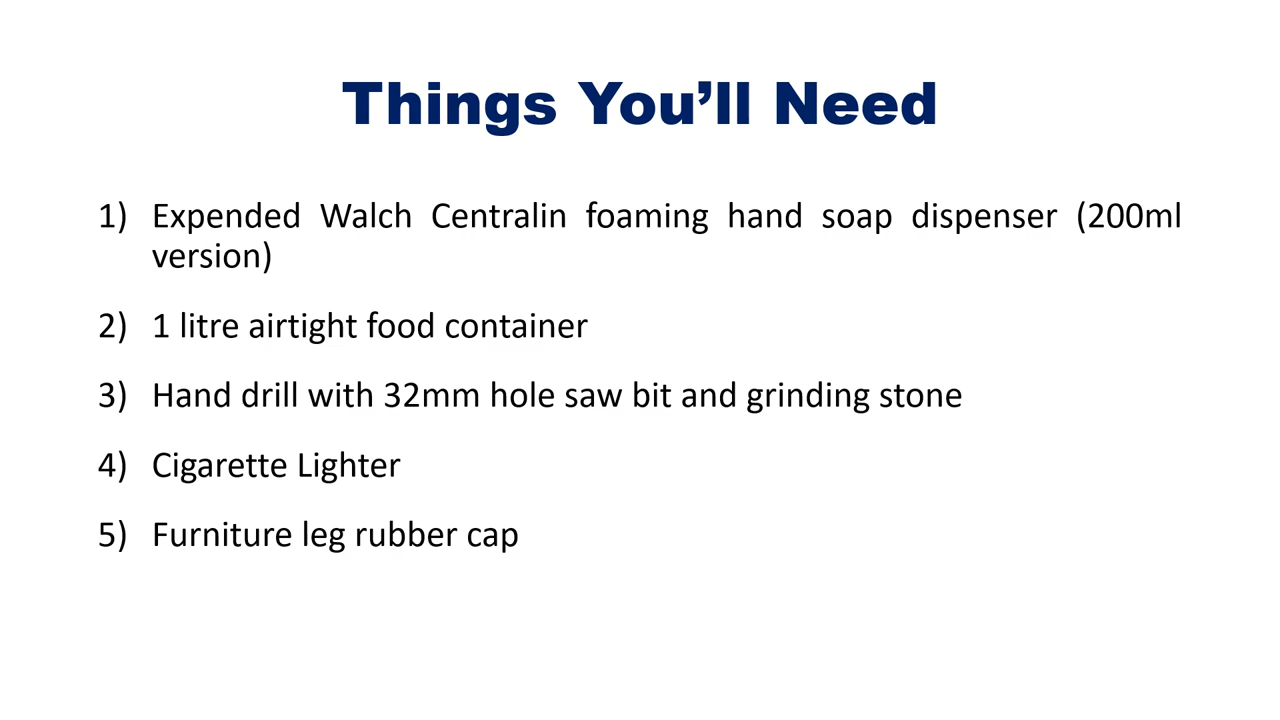 Things You’ll Need
1) Expended Walch Centralin foaming hand soap dispenser (200ml
version)
2) 1 litre airtight food container
3) Hand drill with 32mm hole saw bit and grinding stone
4) Cigarette Lighter
5) Furniture leg rubber cap